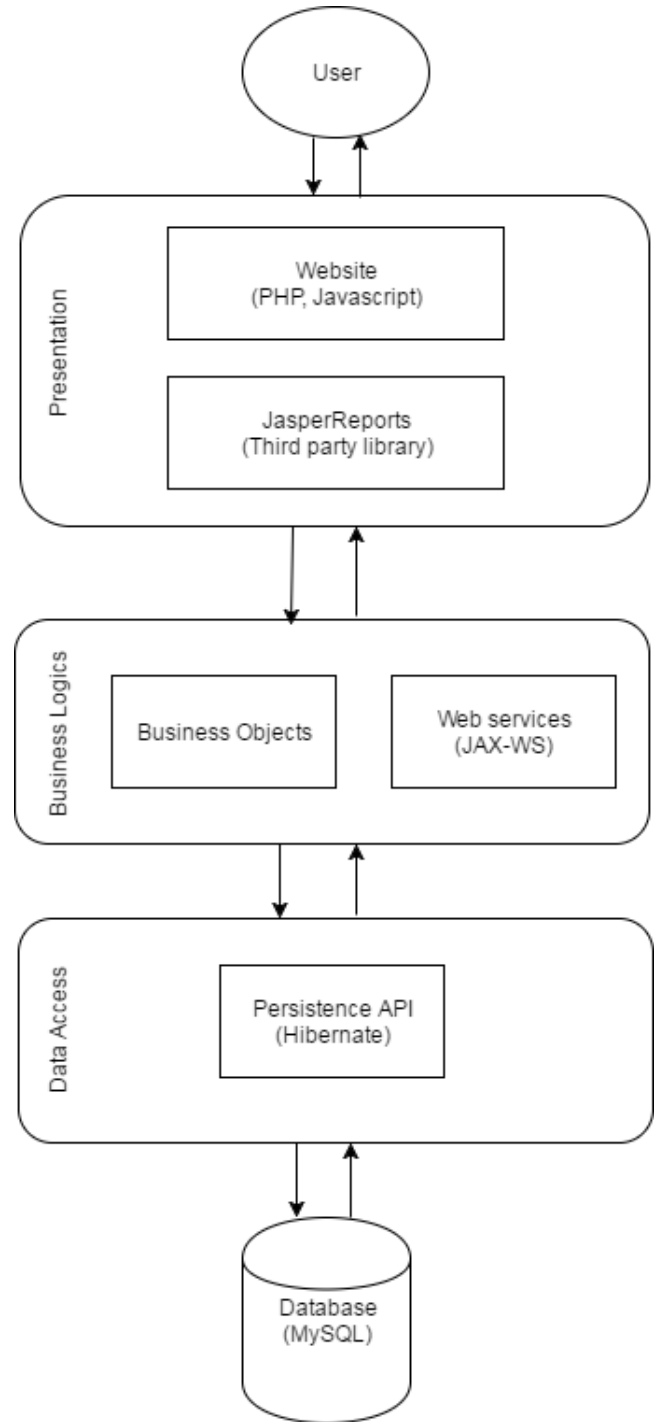 User
Presentation
Website
(PHP, Javascript)
JasperReports
(Third party library)
Business Logics
Business Objects
Web services
(JAX-WS)
Data Access
Persistence API
(Hibernate)
Database
(MySQL)